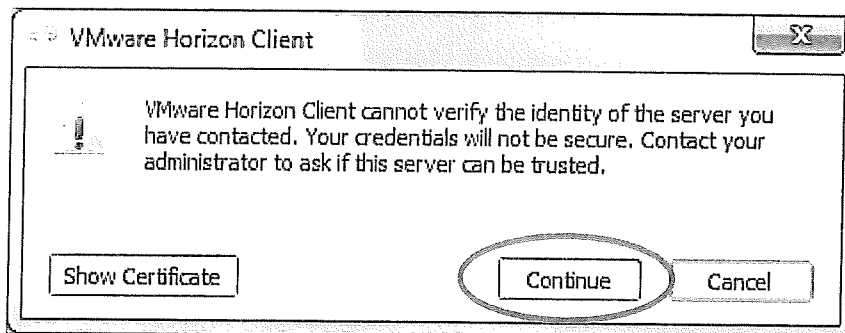 VMware Horizon Client
VMware Horizon Client cannot verify the identity of the server you
have contacted. Your credentials will not be secure. Contact your
administrator to ask if this server can be trusted.
Show Certificate
Continue
Cancel